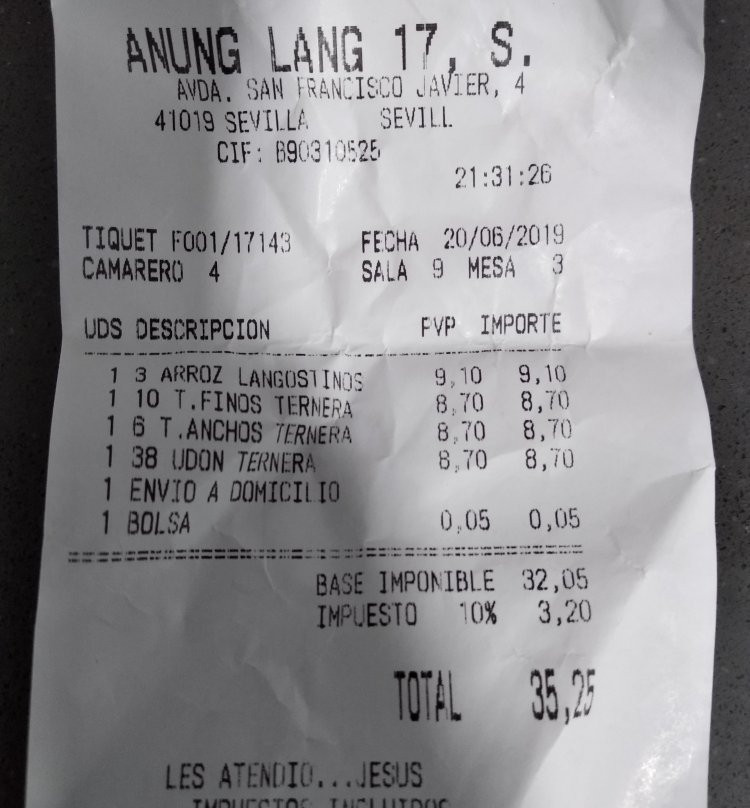 ANUNG LANG 17, S.
AVDA. SAN FRANCISCO JAVIER, 4
41019 SEVILLA SEVILL
CIF: B90310525
21:31:26
TIQUET F001/17143 FECHA 20/06/2019
CAMARERO 4 SALA 9 MESA 3
UDS DESCRIPCION PVP IMPORTE
1 3 ARROZ LANGOSTINOS 9,10 9,10
1 10 T.FINOS TERNERA 8,70 8,70
1 6 T.ANCHOS TERNERA 8,70 8,70
1 38 UDON TERNERA 8,70 8,70
1 ENVIO A DOMICILIO
1 BOLSA 0,05 0,05
BASE IMPONIBLE 32,05
IMPUESTO 10% 3,20
TOTAL 35,25
LES ATENDIO...JESUS
IMPUESTOS INCLUIDOS